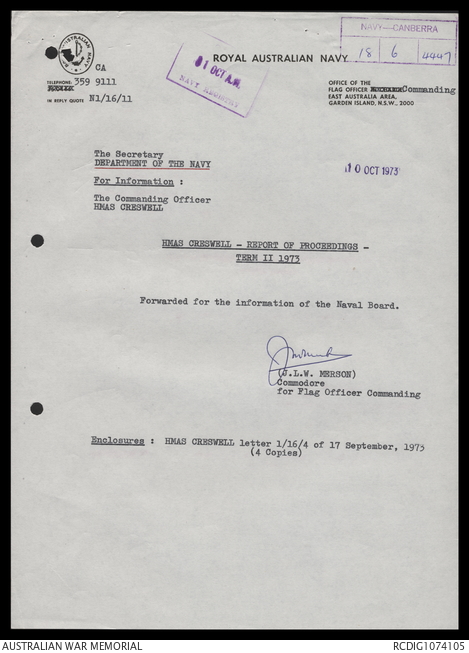 NAVY—CANBERRA
18 6 4447
ROYAL AUSTRALIAN NAVY
01 OCT A.M.
NAVY REGISTRY
CA
TELEPHONE 359 9111
IN REPLY QUOTE N1/16/11
OFFICE OF THE
FLAG OFFICER Commanding
EAST AUSTRALIA AREA,
GARDEN ISLAND, N.S.W., 2000
The Secretary
DEPARTMENT OF THE NAVY
10 OCT 1973
For Information :
The Commanding Officer
HMAS CRESWELL
HMAS CRESWELL - REPORT OF PROCEEDINGS -
TERM II 1973
Forwarded for the information of the Naval Board.
(J.L.W. MERSON)
Commodore
for Flag Officer Commanding
Enclosures : HMAS CRESWELL letter 1/16/4 of 17 September, 1973
(4 Copies)
AUSTRALIAN WAR MEMORIAL
RCDIG1074105